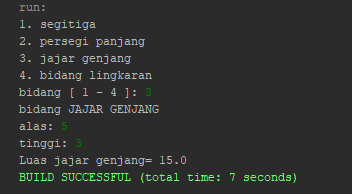 run:
1. segitiga
2. persegi panjang
3. jajar genjang
4. bidang lingkaran
bidang [ 1 - 4 ]: 3
bidang JAJAR GENJANG
alas: 5
tinggi: 3
Luas jajar genjang= 15.0
BUILD SUCCESSFUL (total time: 7 seconds)